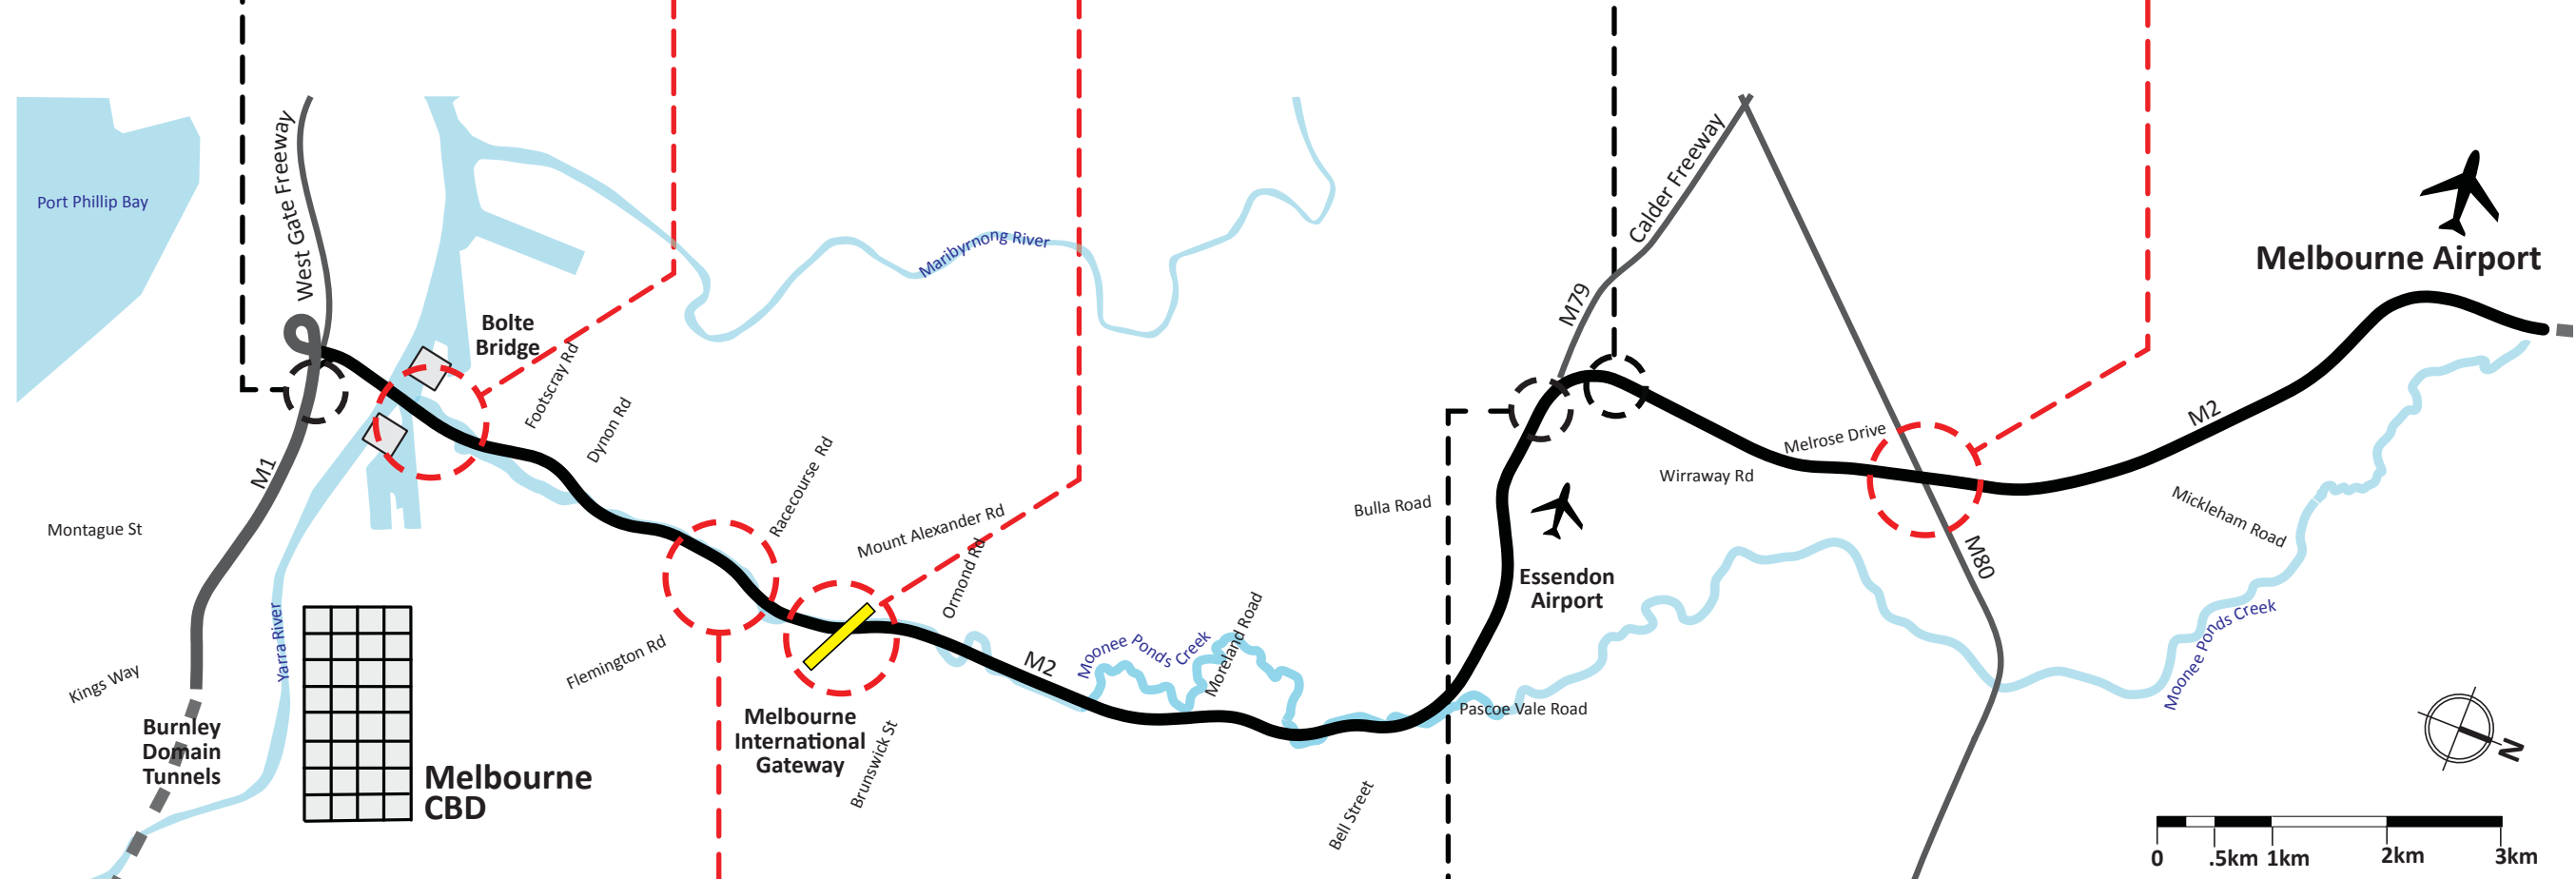 Port Phillip Bay
West Gate Freeway
Maribyrnong River
Calder Freeway
Melbourne Airport
M79
Bolte
Bridge
Footscray Rd
Dynon Rd
M2
Melrose Drive
Wirraway Rd
Racecourse Rd
M1
Mount Alexander Rd
Bulla Road
Mickleham Road
Montague St
Ormond Rd
M80
Essendon
Airport
Yarra River
Moonee Ponds Creek
Moreland Road
Moonee Ponds Creek
Flemington Rd
M2
Kings Way
Pascoe Vale Road
Melbourne
International
Gateway
Burnley
Domain
Tunnels
Brunswick St
Melbourne
CBD
Bell Street
N
0 .5km 1km 2km 3km